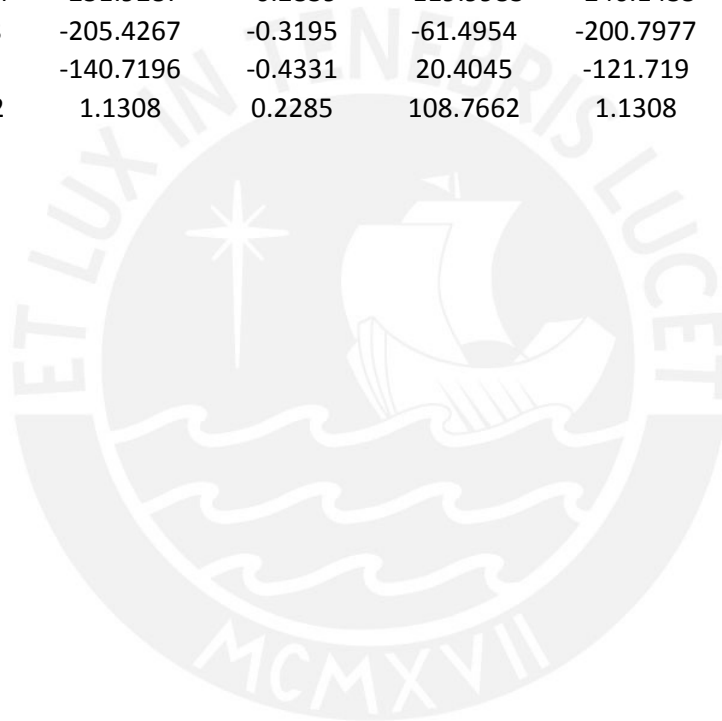 -205.4267 -0.3195 -61.4954 -200.7977
-140.7196 -0.4331 20.4045 -121.719
1.1308 0.2285 108.7662 1.1308
ET LUX IN TENEBRIS LUCET
MCMXVII